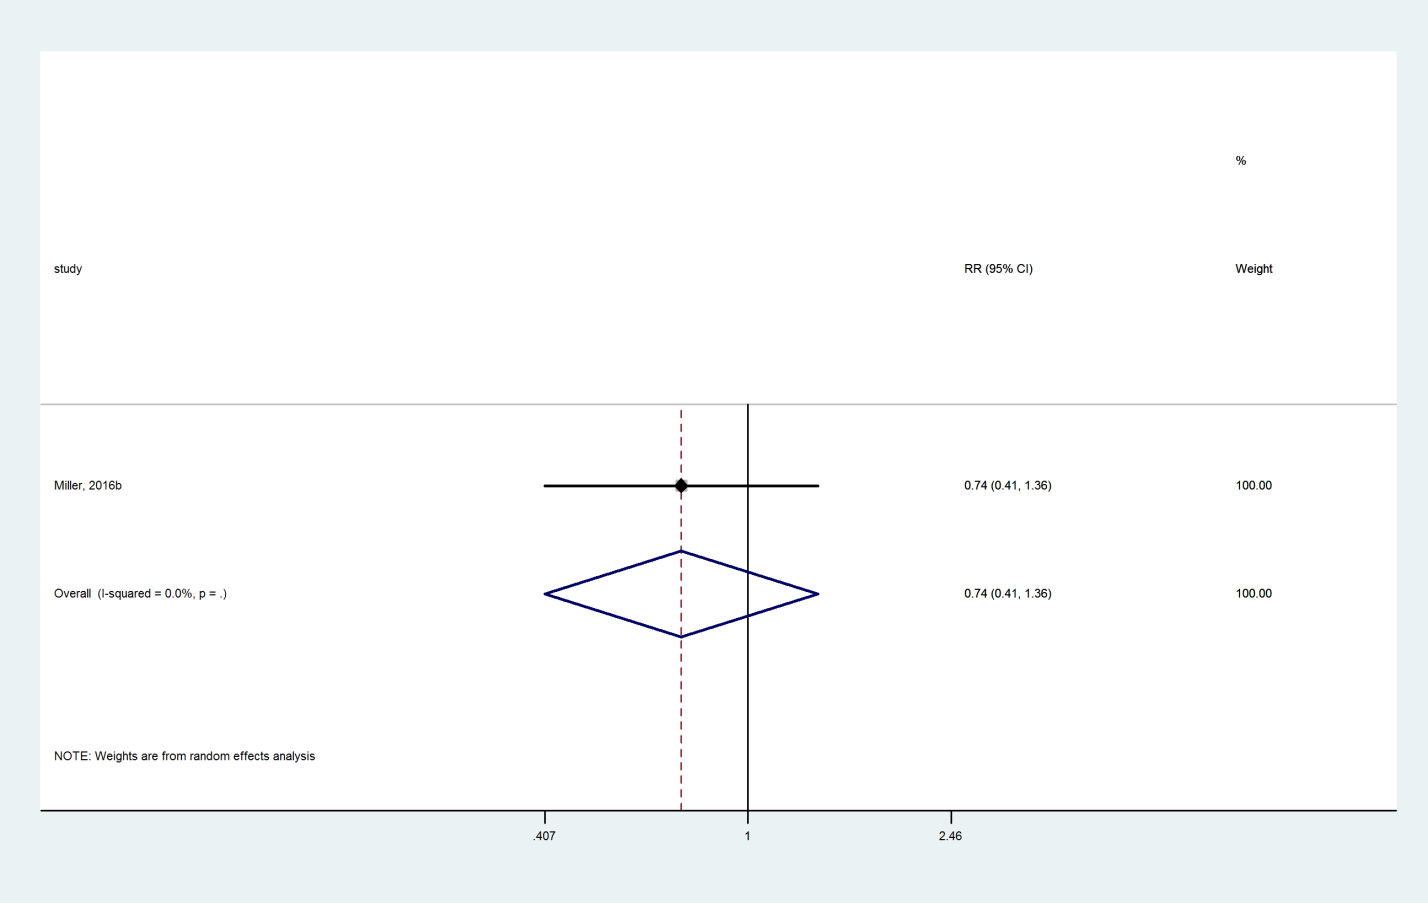 %
study RR (95% CI) Weight
Miller, 2016b 0.74 (0.41, 1.36) 100.00
Overall  (I-squared = 0.0%, p = .) 0.74 (0.41, 1.36) 100.00
NOTE: Weights are from random effects analysis
.407 1 2.46